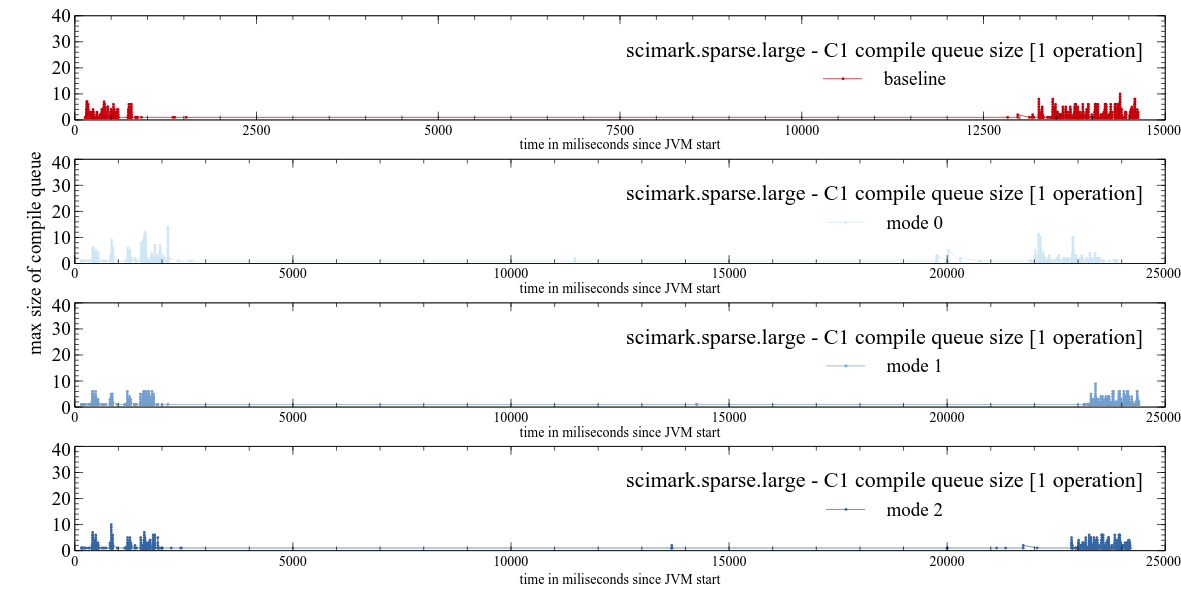 max size of compile queue
40
30
20
10
0
scimark.sparse.large - C1 compile queue size [1 operation]
baseline
0 2500 5000 7500 10000 12500 15000
time in miliseconds since JVM start
40
30
20
10
0
scimark.sparse.large - C1 compile queue size [1 operation]
mode 0
0 5000 10000 15000 20000 25000
time in miliseconds since JVM start
40
30
20
10
0
scimark.sparse.large - C1 compile queue size [1 operation]
mode 1
0 5000 10000 15000 20000 25000
time in miliseconds since JVM start
40
30
20
10
0
scimark.sparse.large - C1 compile queue size [1 operation]
mode 2
0 5000 10000 15000 20000 25000
time in miliseconds since JVM start